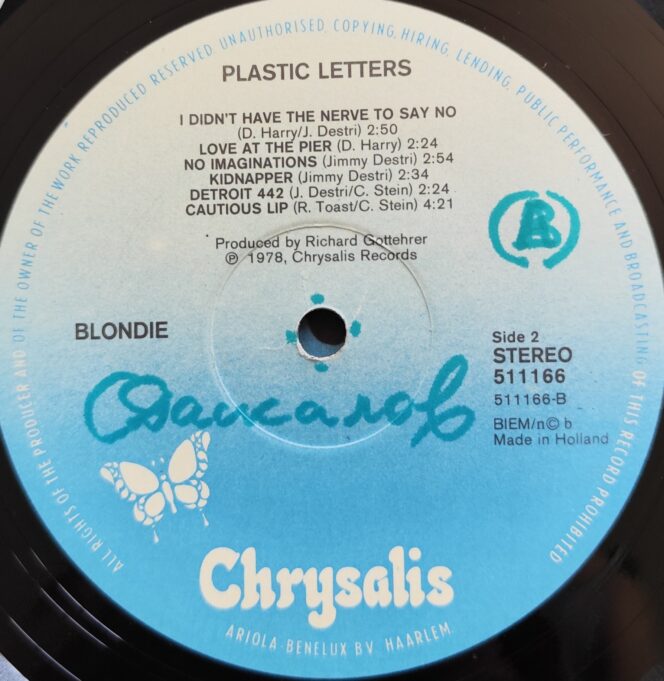 ALL RIGHTS OF THE PRODUCER AND OF THE OWNER OF THE WORK REPRODUCED RESERVED. UNAUTHORISED, COPYING, HIRING, LENDING, PUBLIC PERFORMANCE AND BROADCASTING OF THIS RECORD PROHIBITED
PLASTIC LETTERS
I DIDN'T HAVE THE NERVE TO SAY NO
(D. Harry/J. Destri) 2:50
LOVE AT THE PIER (D. Harry) 2:24
NO IMAGINATIONS (Jimmy Destri) 2:54
KIDNAPPER (Jimmy Destri) 2:34
DETROIT 442 (J. Destri/C. Stein) 2:24
CAUTIOUS LIP (R. Toast/C. Stein) 4:21
(B)
Produced by Richard Gottehrer
℗ 1978, Chrysalis Records
BLONDIE
Side 2
STEREO
511166
511166-B
BIEM/n© b
Made in Holland
Chrysalis
ARIOLA-BENELUX BV. HAARLEM.